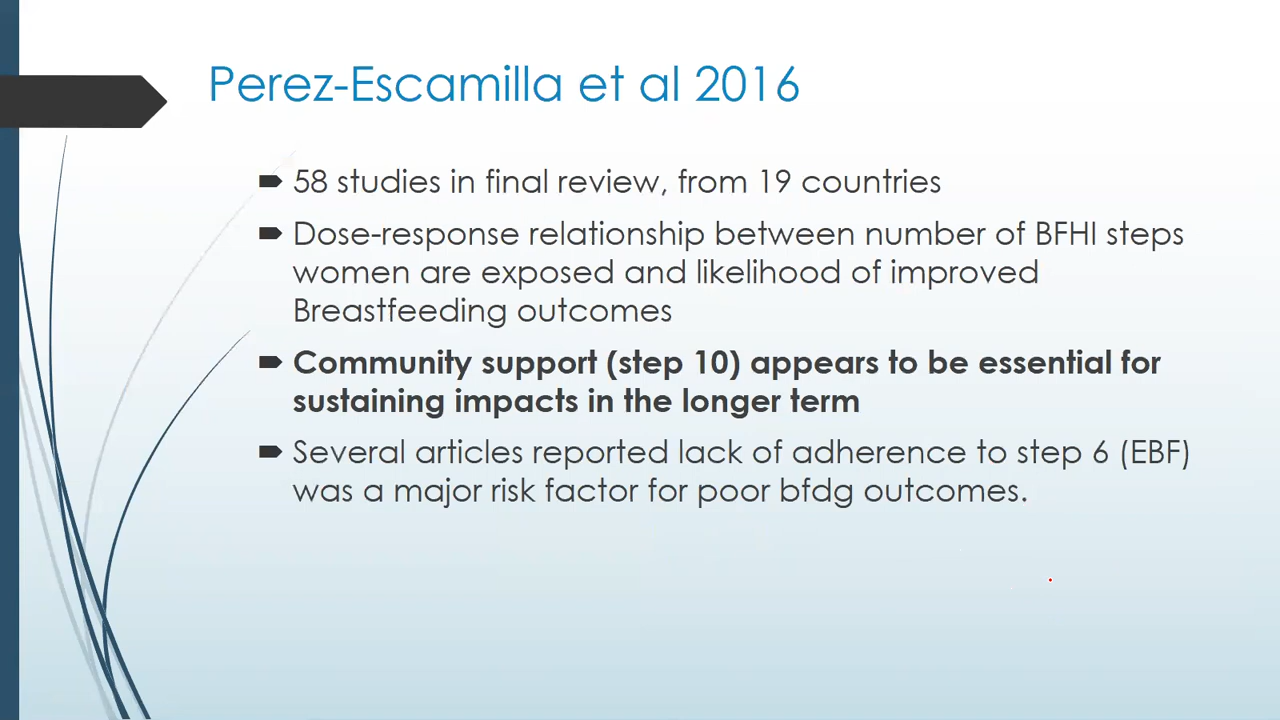 Perez-Escamilla et al 2016
58 studies in final review, from 19 countries
Dose-response relationship between number of BFHI steps
women are exposed and likelihood of improved
Breastfeeding outcomes
Community support (step 10) appears to be essential for
sustaining impacts in the longer term
Several articles reported lack of adherence to step 6 (EBF)
was a major risk factor for poor bfdg outcomes.